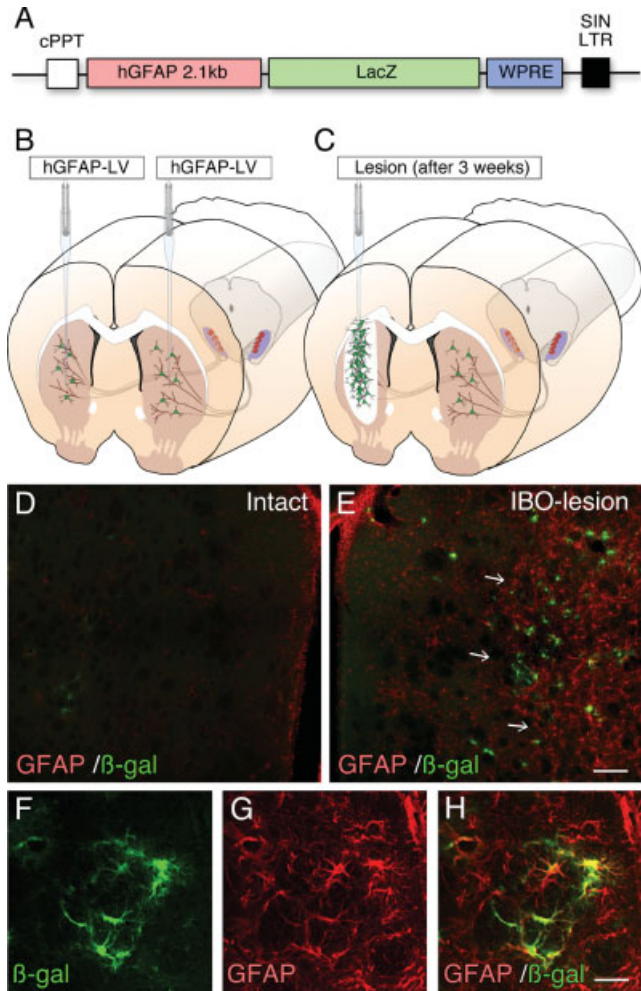 A
cPPT
SIN
LTR
hGFAP 2.1kb
LacZ
WPRE
B
C
hGFAP-LV
hGFAP-LV
Lesion (after 3 weeks)
D
Intact
E
IBO-lesion
GFAP /ß-gal
GFAP /ß-gal
F
G
H
ß-gal
GFAP
GFAP /ß-gal